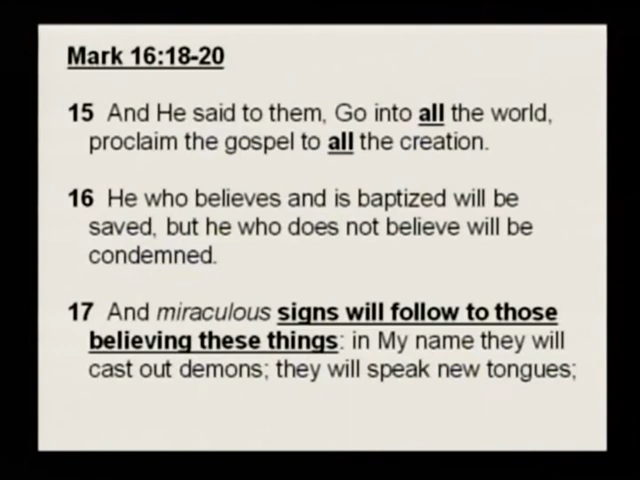 Mark 16:18-20
15 And He said to them, Go into all the world,
proclaim the gospel to all the creation.
16 He who believes and is baptized will be
saved, but he who does not believe will be
condemned.
17 And miraculous signs will follow to those
believing these things: in My name they will
cast out demons; they will speak new tongues;